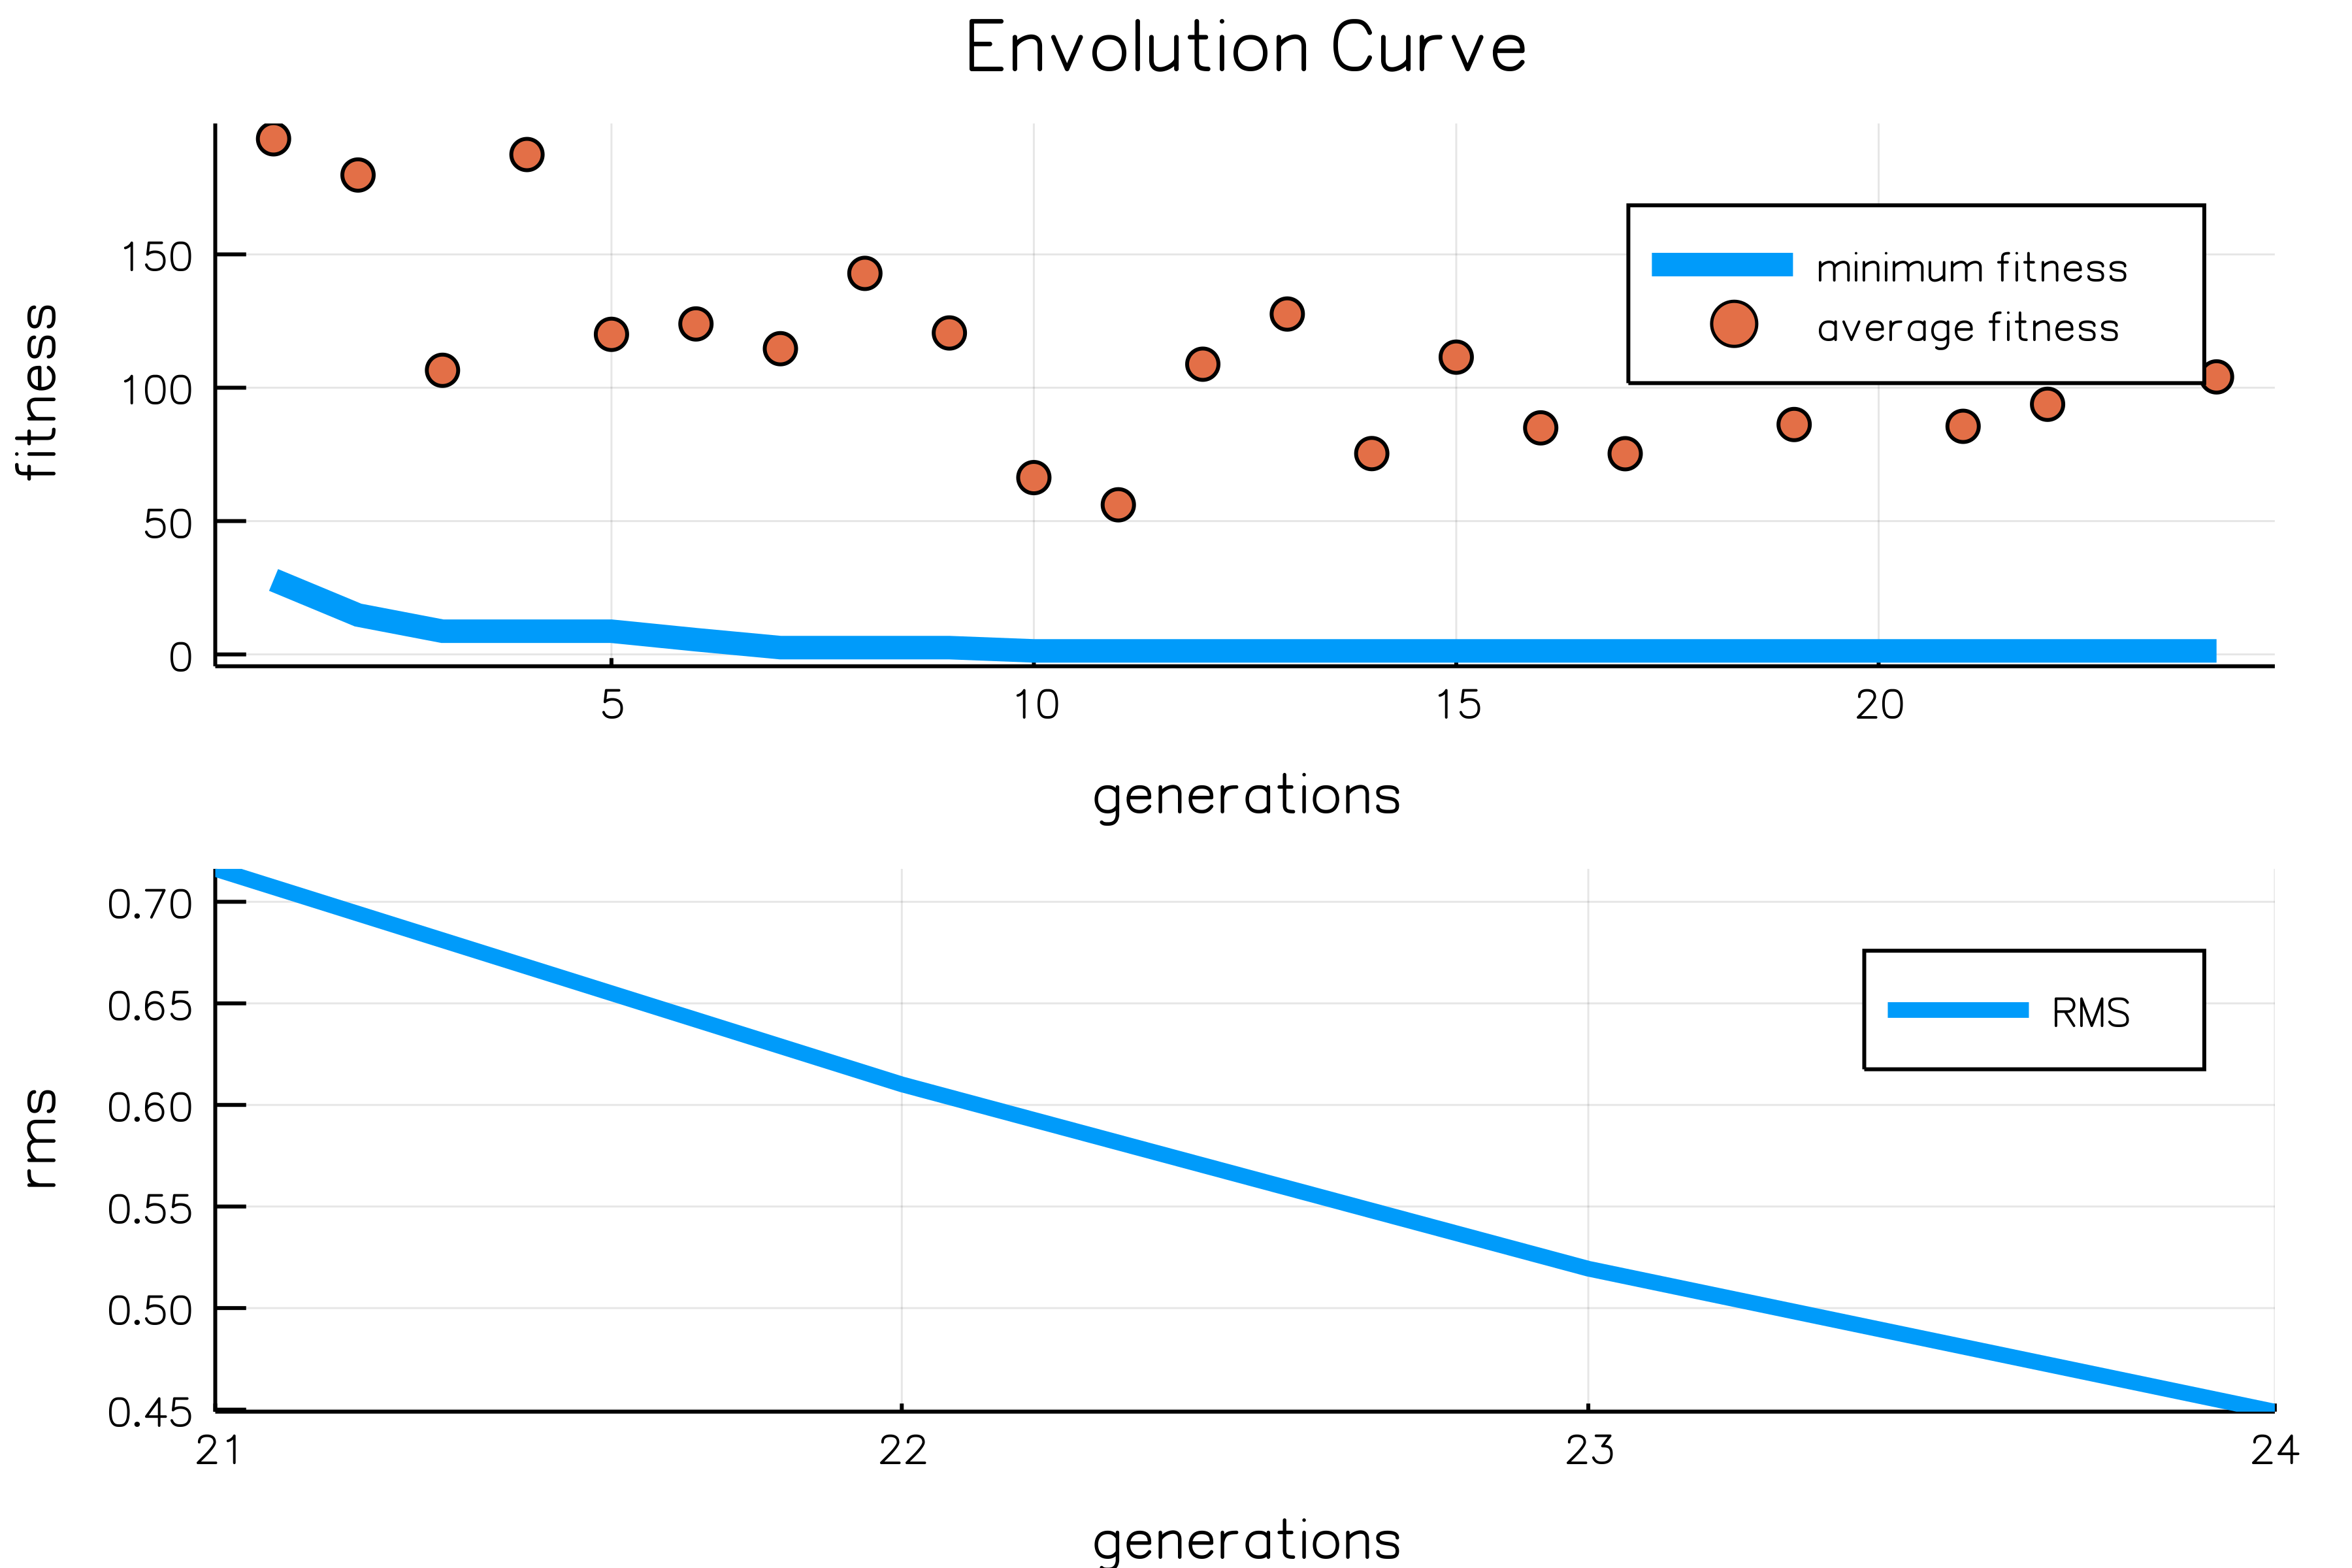 Envolution Curve
fitness
150
100
50
0
minimum fitness
average fitness
5
10
15
20
generations
rms
0.70
0.65
0.60
0.55
0.50
0.45
RMS
21
22
23
24
generations